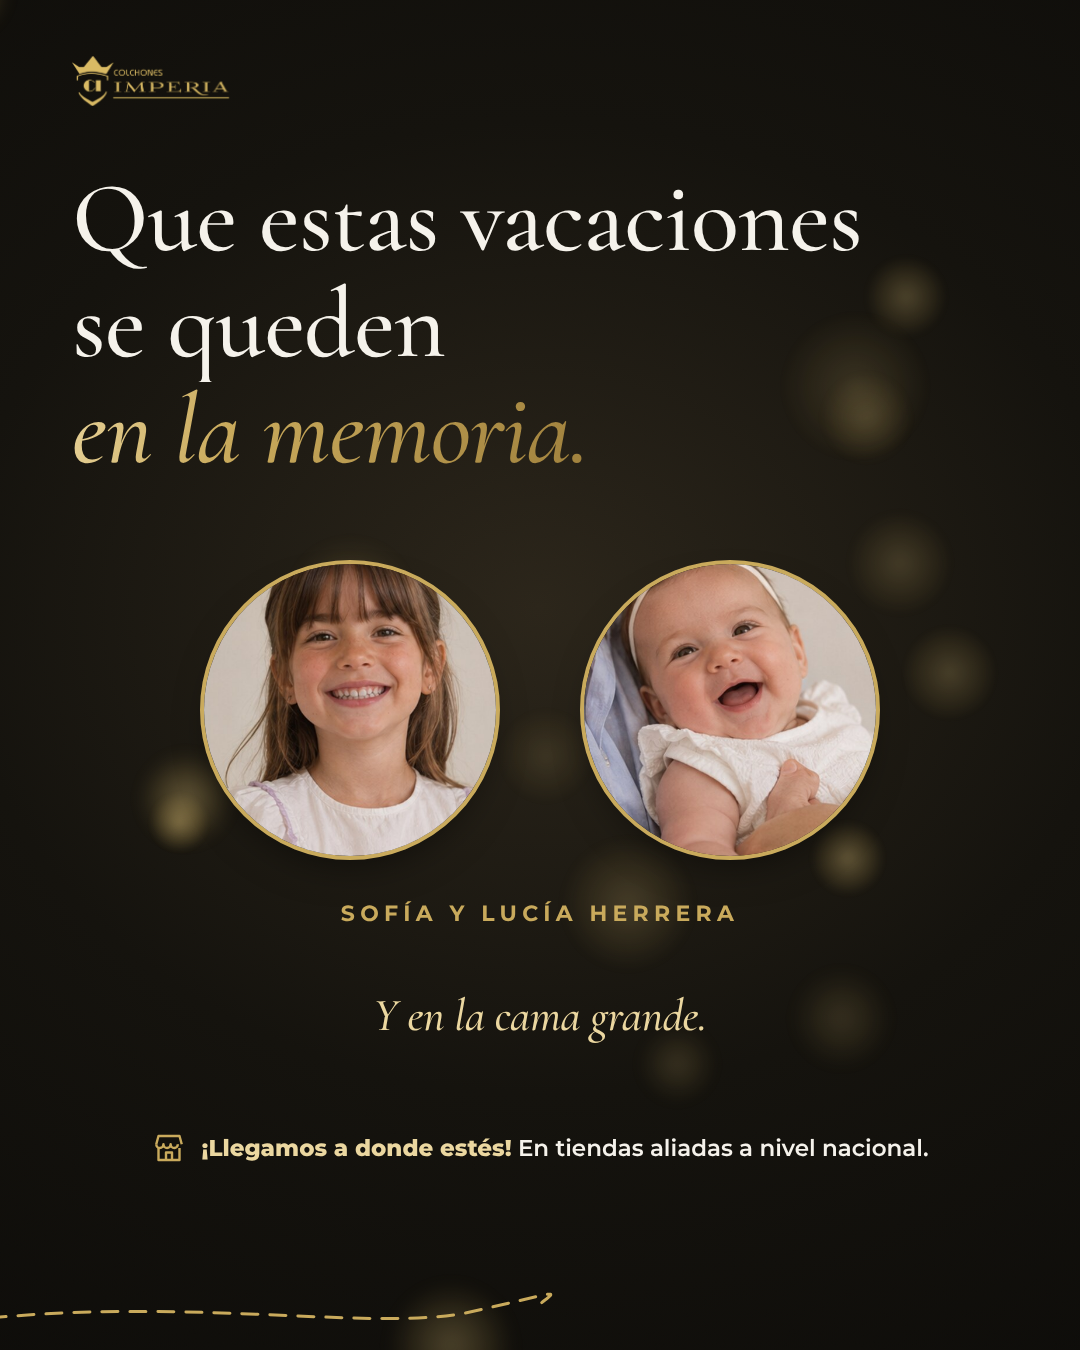 COLCHONES
a IMPERIA
Que estas vacaciones
se queden
en la memoria.
SOFÍA Y LUCÍA HERRERA
Y en la cama grande.
¡Llegamos a donde estés! En tiendas aliadas a nivel nacional.